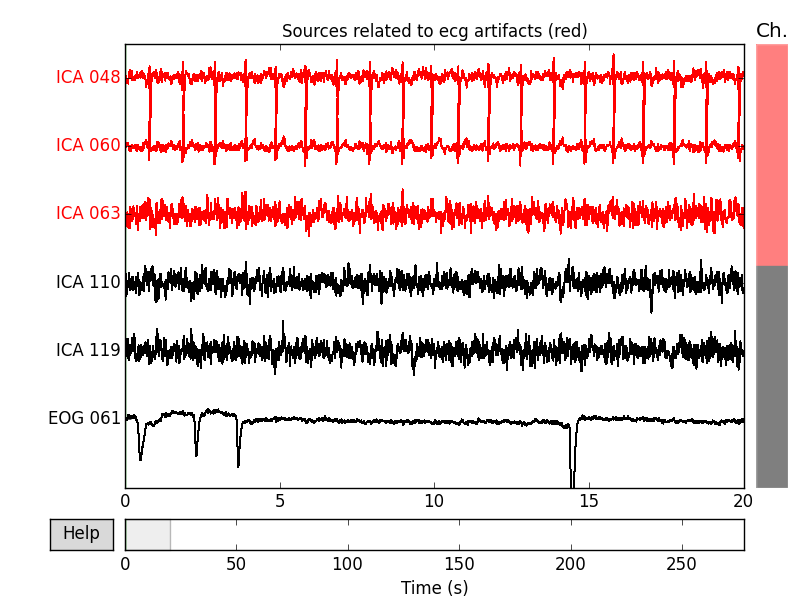 Sources related to ecg artifacts (red)
Ch.
ICA 048
ICA 060
ICA 063
ICA 110
ICA 119
EOG 061
0 5 10 15 20
Help
0 50 100 150 200 250
Time (s)